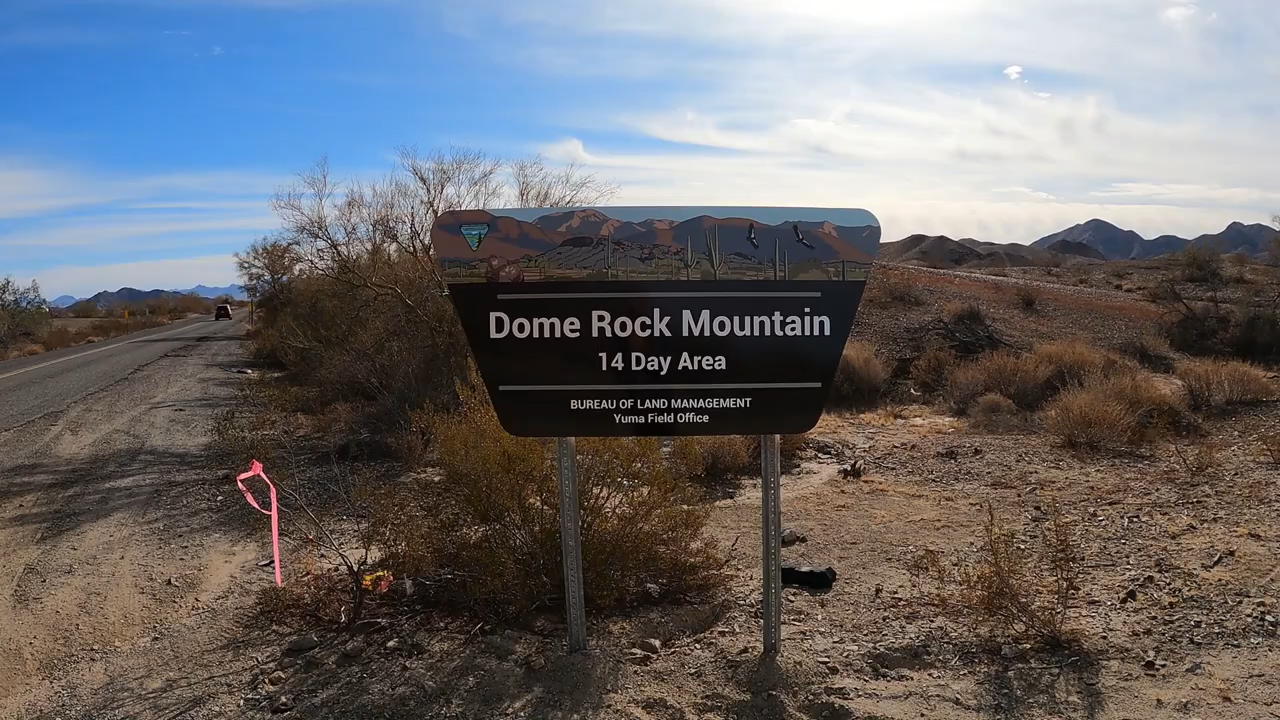 Dome Rock Mountain
14 Day Area
BUREAU OF LAND MANAGEMENT
Yuma Field Office